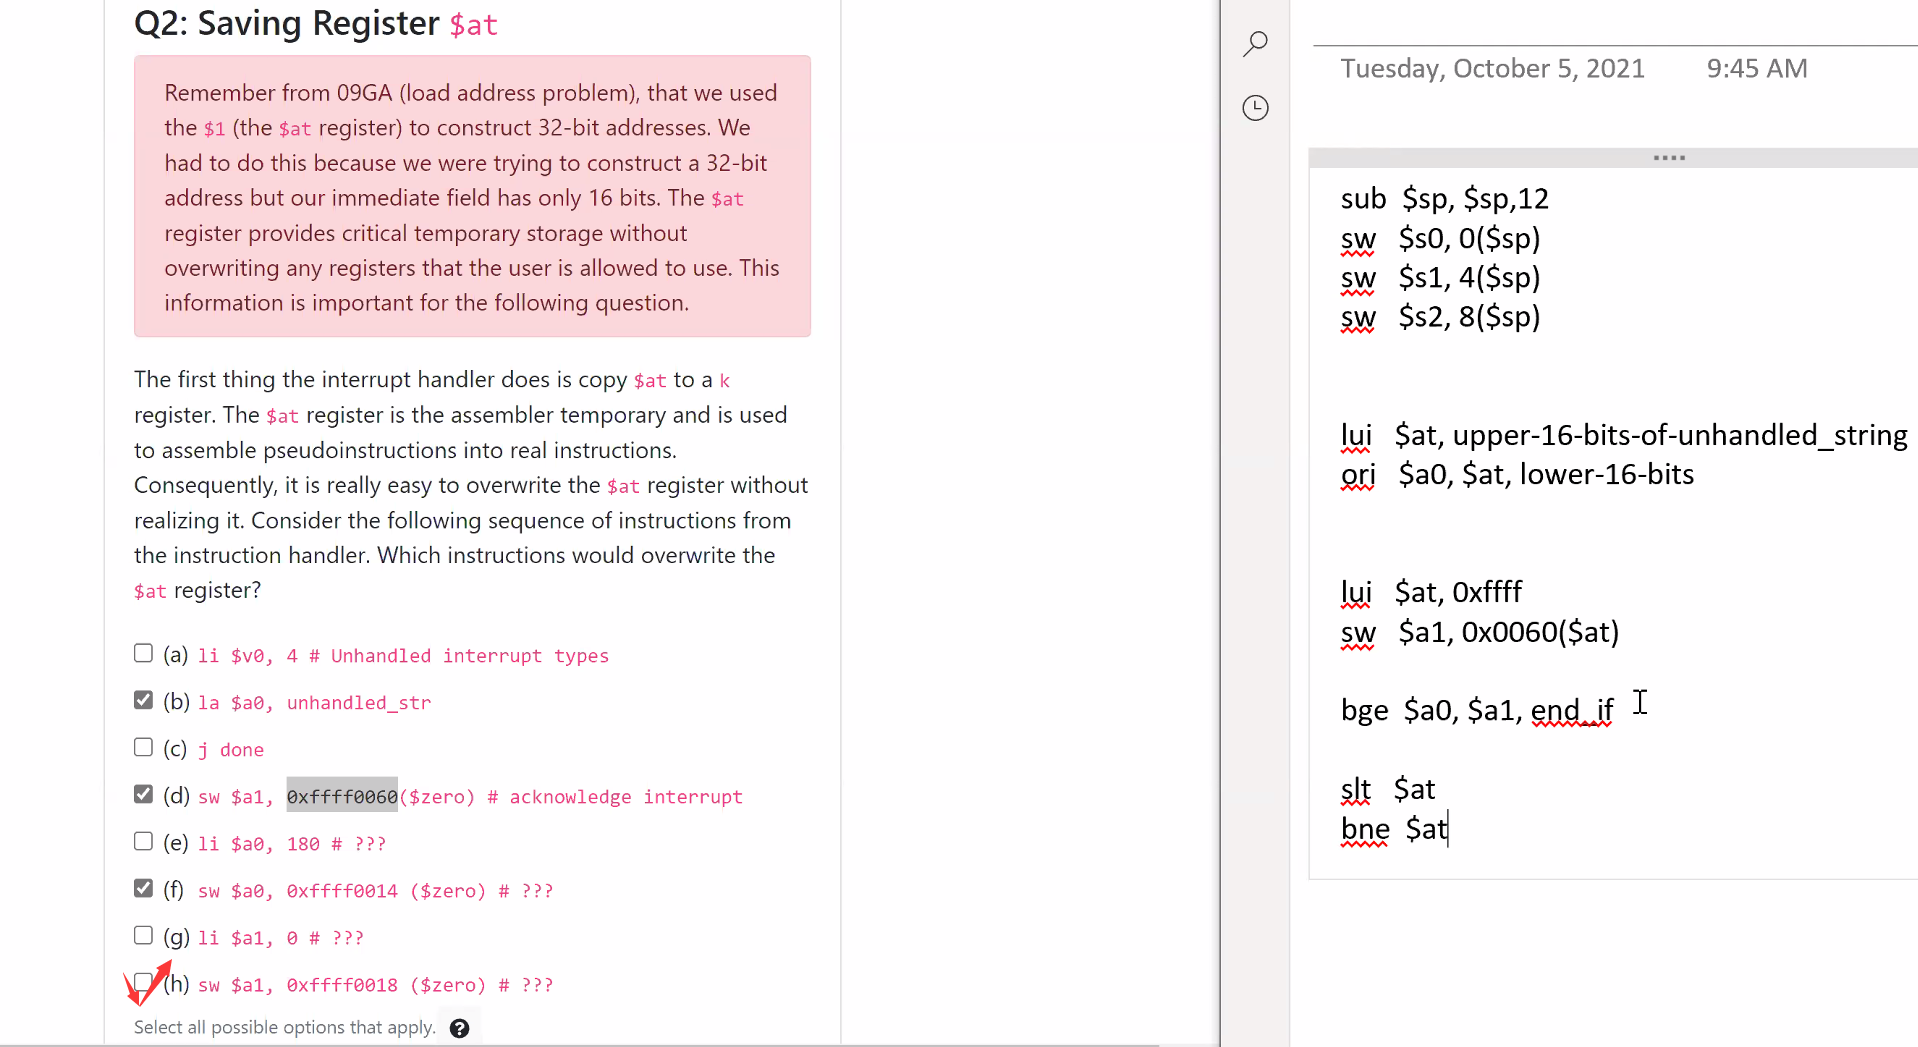 Q2: Saving Register $at
Remember from 09GA (load address problem), that we used
the $1 (the $at register) to construct 32-bit addresses. We
had to do this because we were trying to construct a 32-bit
address but our immediate field has only 16 bits. The $at
register provides critical temporary storage without
overwriting any registers that the user is allowed to use. This
information is important for the following question.
The first thing the interrupt handler does is copy $at to a k
register. The $at register is the assembler temporary and is used
to assemble pseudoinstructions into real instructions.
Consequently, it is really easy to overwrite the $at register without
realizing it. Consider the following sequence of instructions from
the instruction handler. Which instructions would overwrite the
$at register?
(a) li $v0, 4 # Unhandled interrupt types
(b) la $a0, unhandled_str
(c) j done
(d) sw $a1, 0xffff0060($zero) # acknowledge interrupt
(e) li $a0, 180 # ???
(f) sw $a0, 0xffff0014 ($zero) # ???
(g) li $a1, 0 # ???
(h) sw $a1, 0xffff0018 ($zero) # ???
Select all possible options that apply. ?
Tuesday, October 5, 2021 9:45 AM
sub $sp, $sp,12
sw $s0, 0($sp)
sw $s1, 4($sp)
sw $s2, 8($sp)
lui $at, upper-16-bits-of-unhandled_string
ori $a0, $at, lower-16-bits
lui $at, 0xffff
sw $a1, 0x0060($at)
bge $a0, $a1, end_if
slt $at
bne $at